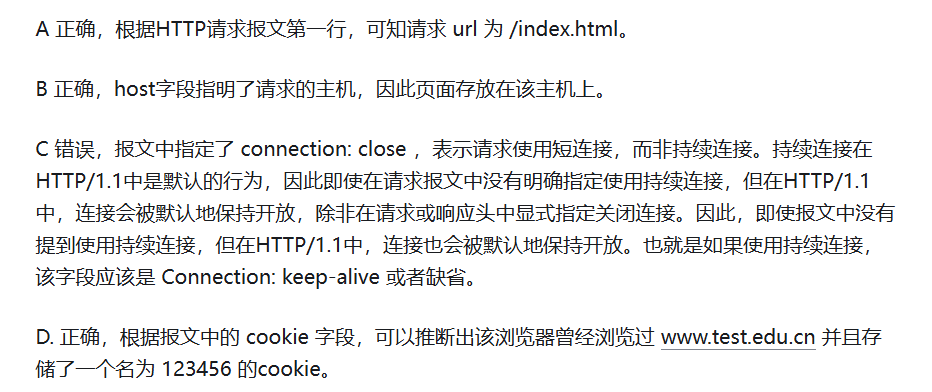 A 正确，根据HTTP请求报文第一行，可知请求 url 为 /index.html。
B 正确，host字段指明了请求的主机，因此页面存放在该主机上。
C 错误，报文中指定了 connection: close ，表示请求使用短连接，而非持续连接。持续连接在
HTTP/1.1中是默认的行为，因此即使在请求报文中没有明确指定使用持续连接，但在HTTP/1.1
中，连接会被默认地保持开放，除非在请求或响应头中显式指定关闭连接。因此，即使报文中没有
提到使用持续连接，但在HTTP/1.1中，连接也会被默认地保持开放。也就是如果使用持续连接，
该字段应该是 Connection: keep-alive 或者缺省。
D. 正确，根据报文中的 cookie 字段，可以推断出该浏览器曾经浏览过 www.test.edu.cn 并且存
储了一个名为 123456 的cookie。